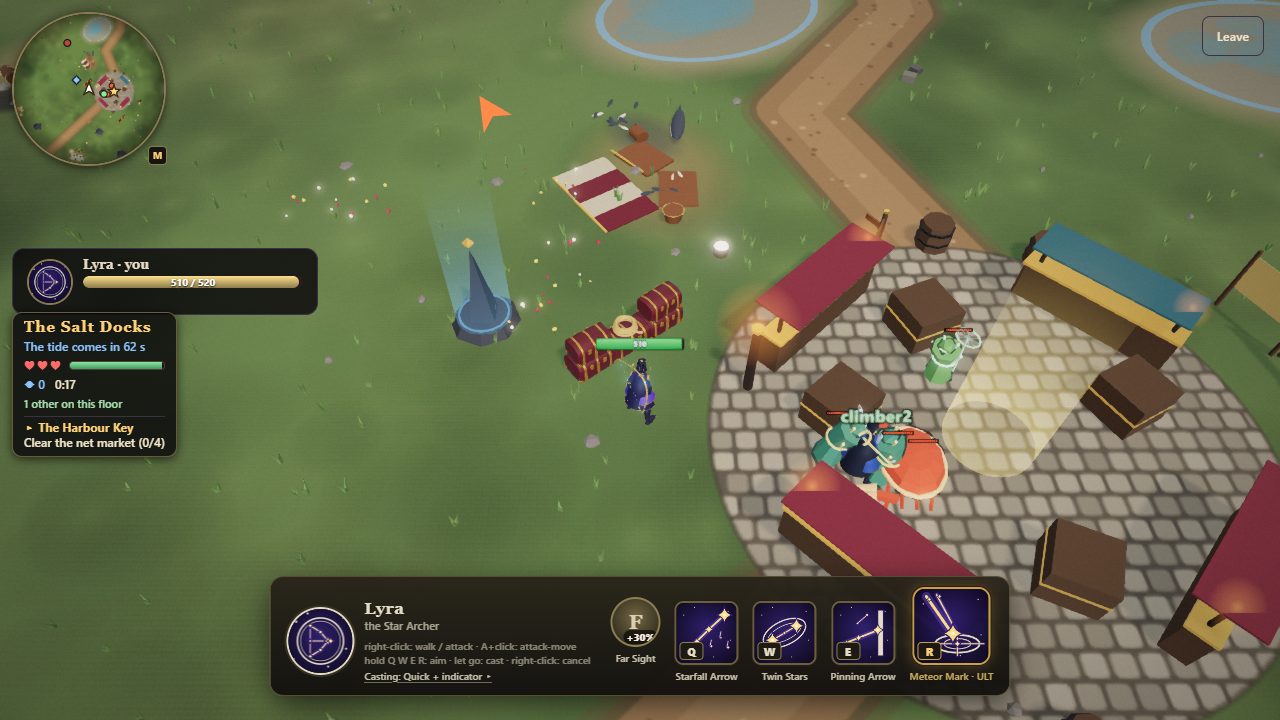 Leave
M
Lyra · you
510 / 520
The Salt Docks
The tide comes in 62 s
0 0:17
1 other on this floor
▸ The Harbour Key
Clear the net market (0/4)
510
climber2
Lyra
the Star Archer
right-click: walk / attack · A+click: attack-move
hold Q W E R: aim · let go: cast · right-click: cancel
Casting: Quick + indicator ▸
F
+30%
Far Sight
Q
Starfall Arrow
W
Twin Stars
E
Pinning Arrow
R
Meteor Mark · ULT